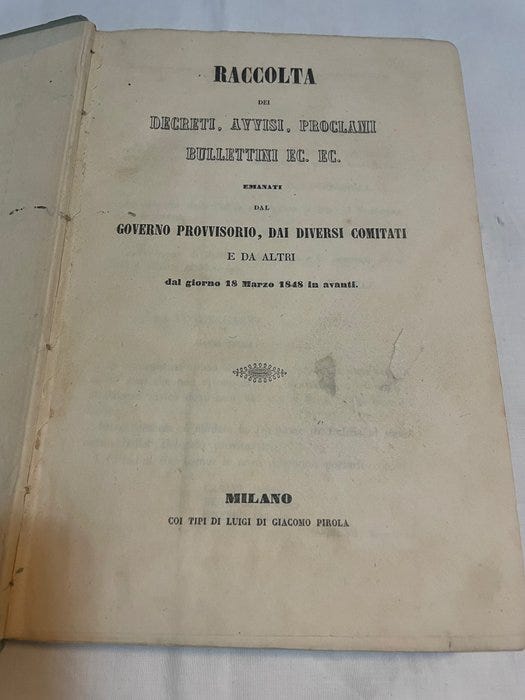 RACCOLTA
DEI
DECRETI, AVVISI, PROCLAMI
BULLETTINI EC. EC.
EMANATI
DAL
GOVERNO PROVVISORIO, DAI DIVERSI COMITATI
E DA ALTRI
dal giorno 18 Marzo 1848 in avanti.
MILANO
COI TIPI DI LUIGI DI GIACOMO PIROLA